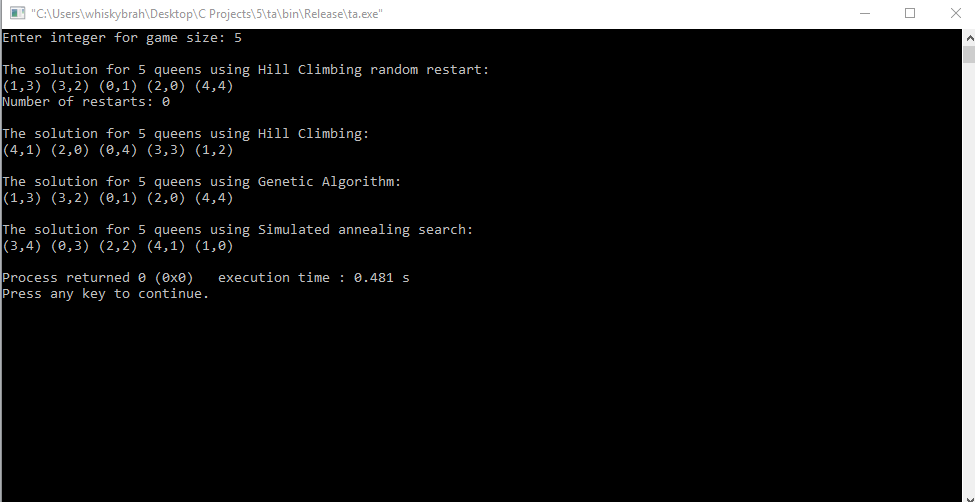 "C:\Users\whiskybrah\Desktop\C Projects\5\ta\bin\Release\ta.exe"
Enter integer for game size: 5
The solution for 5 queens using Hill Climbing random restart:
(1,3) (3,2) (0,1) (2,0) (4,4)
Number of restarts: 0
The solution for 5 queens using Hill Climbing:
(4,1) (2,0) (0,4) (3,3) (1,2)
The solution for 5 queens using Genetic Algorithm:
(1,3) (3,2) (0,1) (2,0) (4,4)
The solution for 5 queens using Simulated annealing search:
(3,4) (0,3) (2,2) (4,1) (1,0)
Process returned 0 (0x0)   execution time : 0.481 s
Press any key to continue.